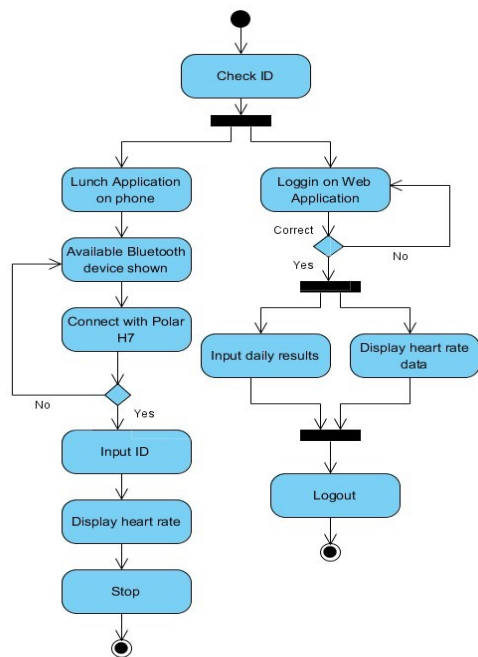 Check ID
Lunch Application
on phone
Loggin on Web
Application
Correct
Available Bluetooth
device shown
Yes
No
Connect with Polar
H7
Input daily results
Display heart rate
data
No
Yes
Input ID
Logout
Display heart rate
Stop